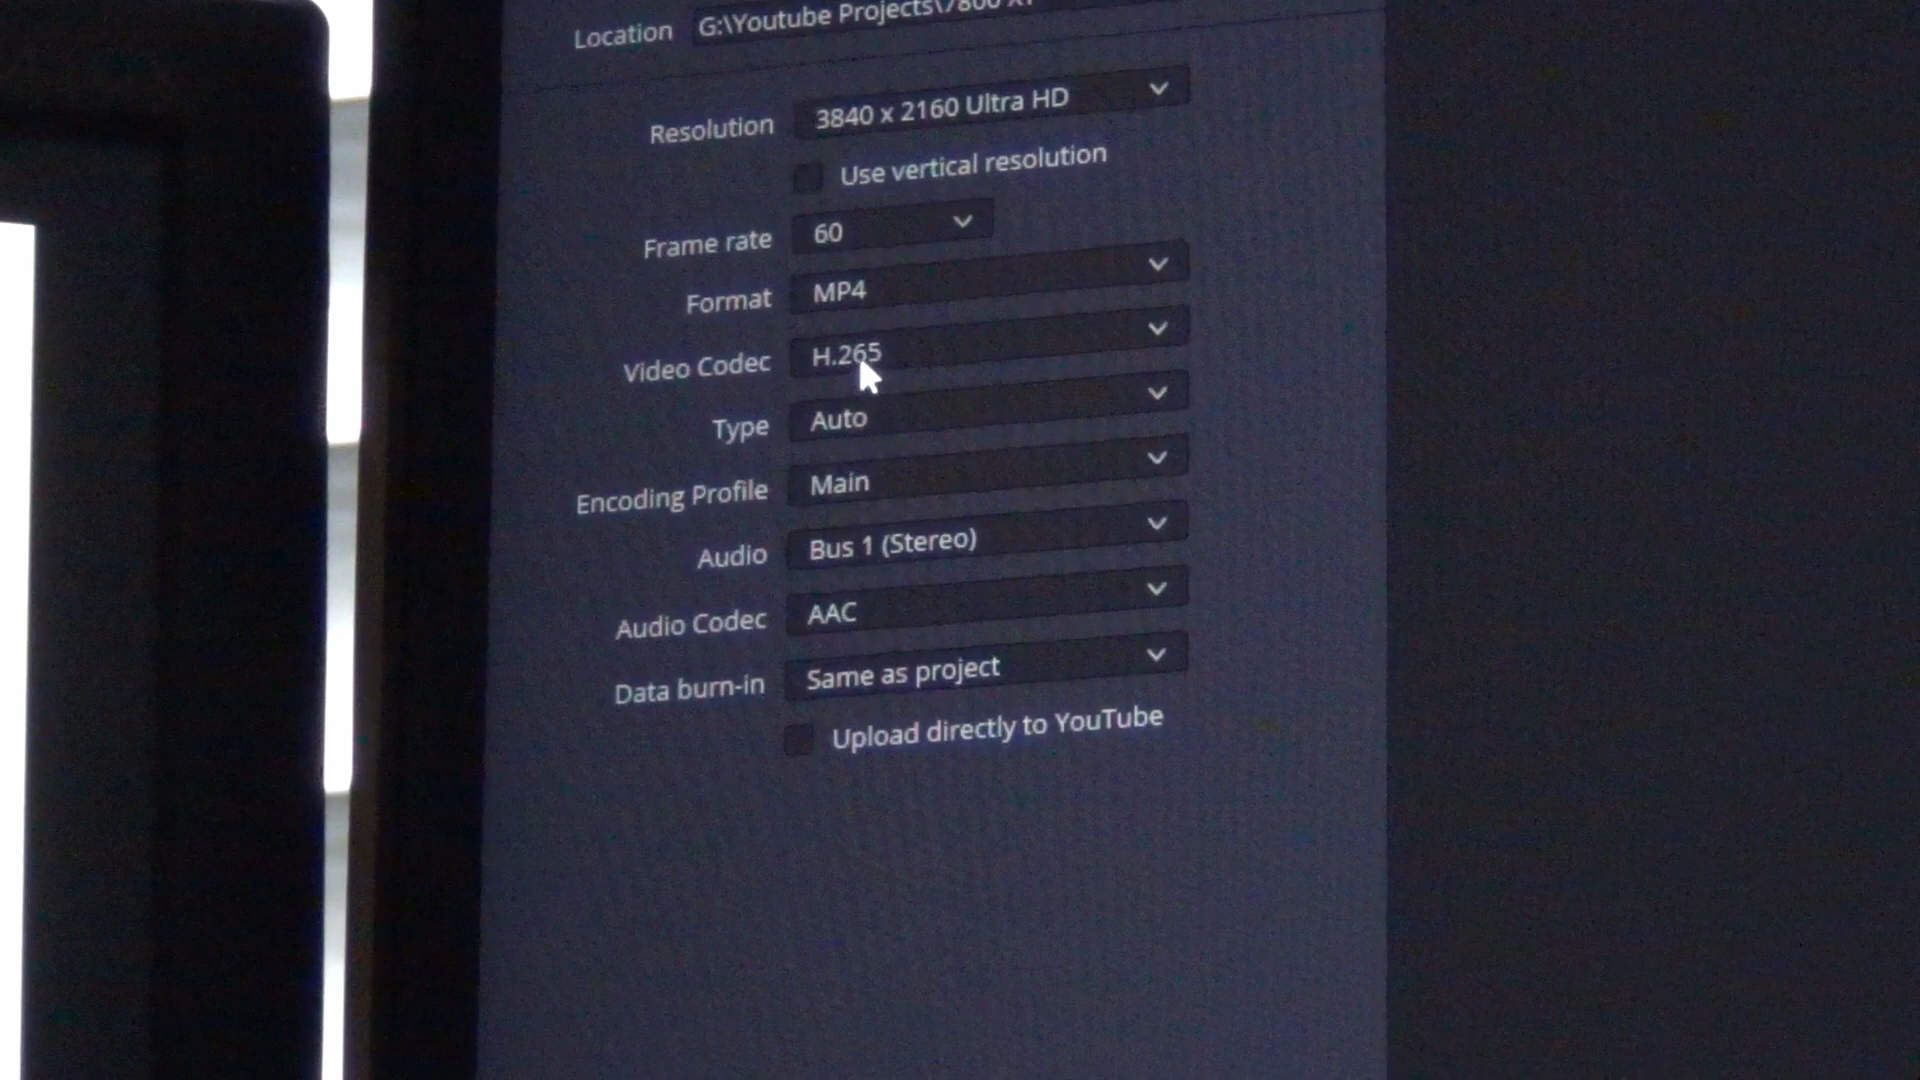 Location G:\Youtube Projects\7800 XT
Resolution 3840 x 2160 Ultra HD
Use vertical resolution
Frame rate 60
Format MP4
Video Codec H.265
Type Auto
Encoding Profile Main
Audio Bus 1 (Stereo)
Audio Codec AAC
Data burn-in Same as project
Upload directly to YouTube